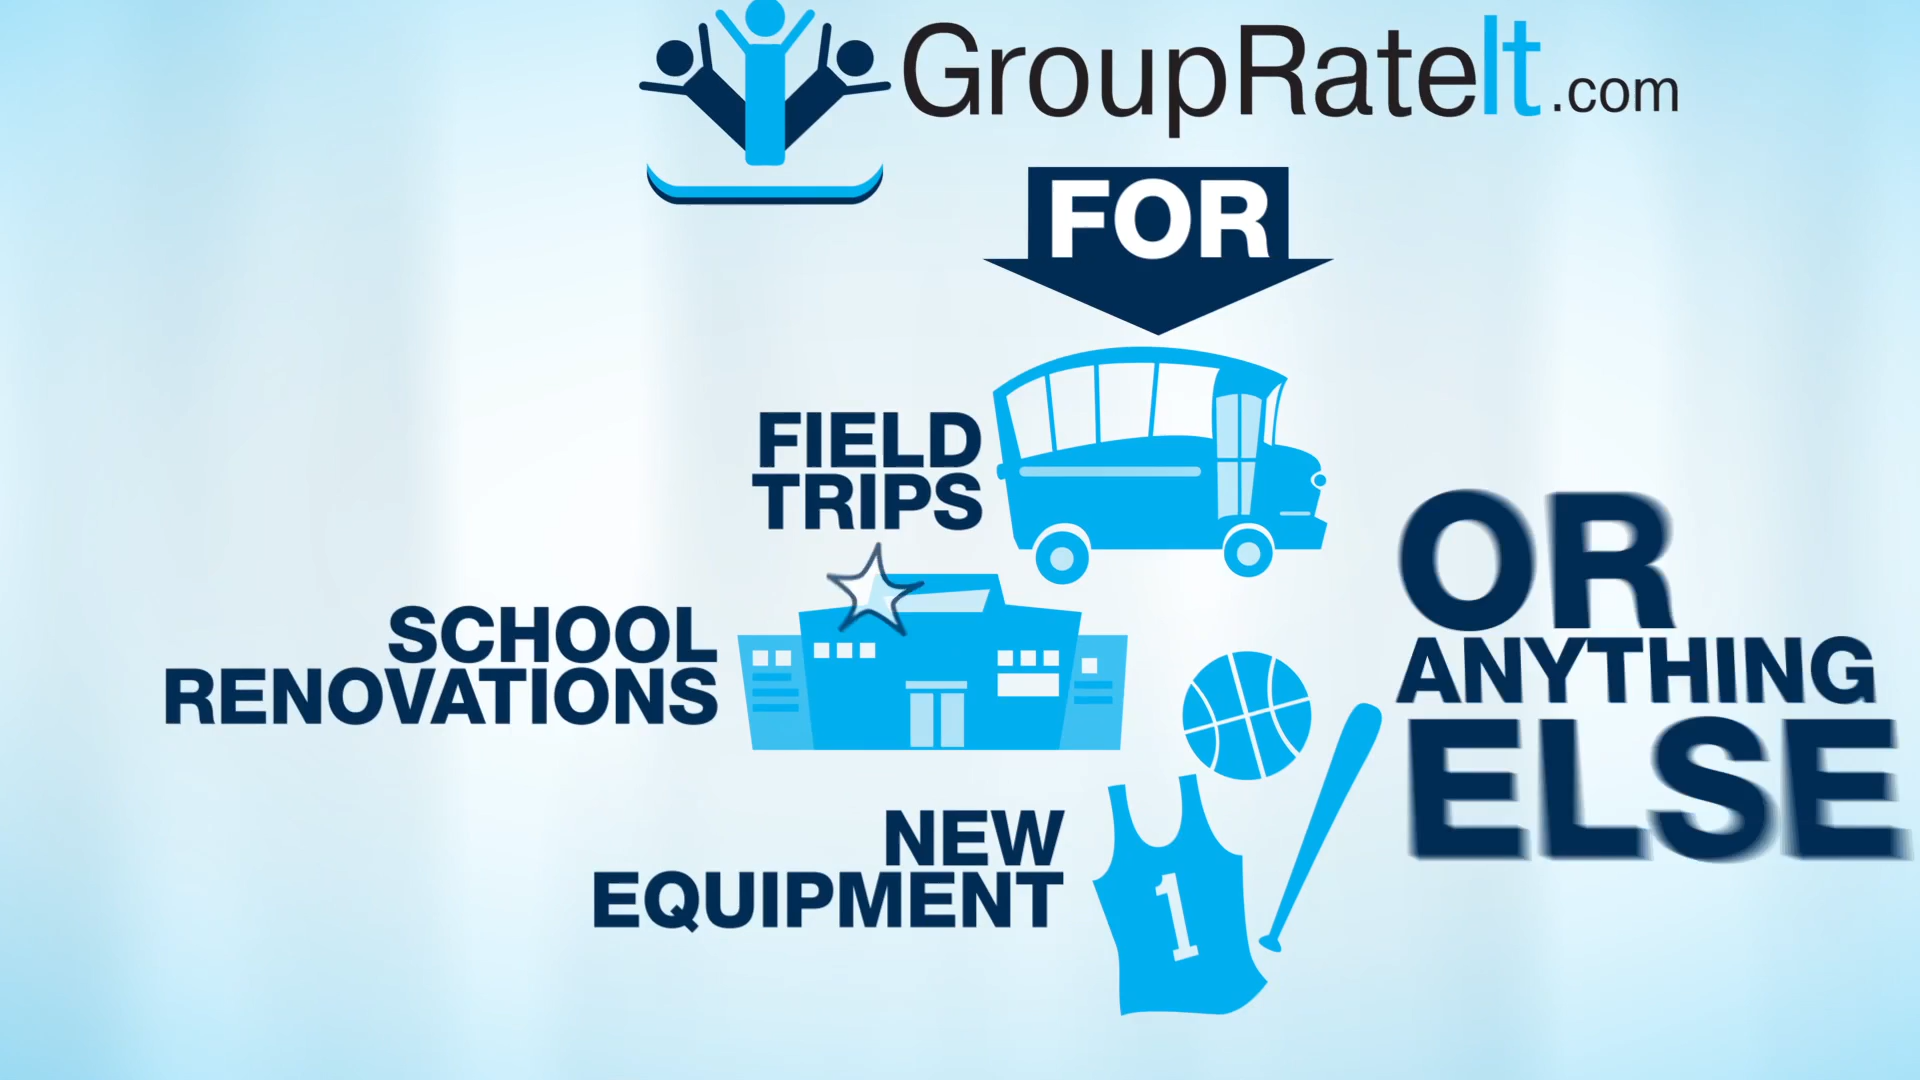 GroupRateIt.com
FOR
FIELD
TRIPS
SCHOOL
RENOVATIONS
NEW
EQUIPMENT
1
OR
ANYTHING
ELSE